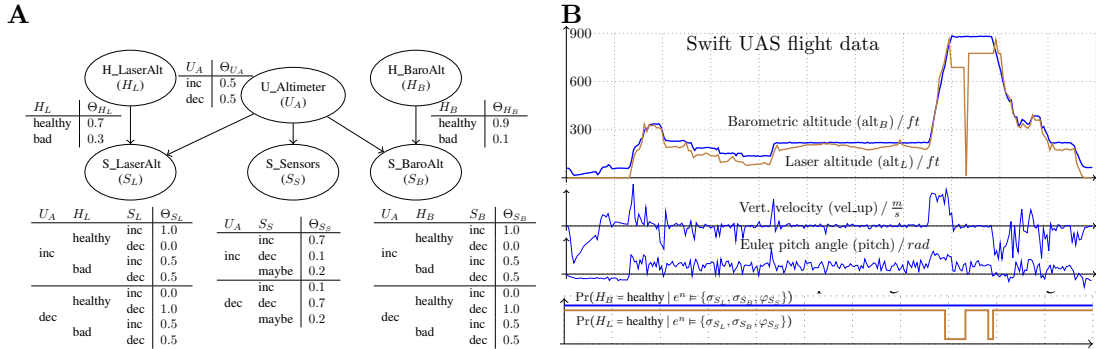 A
H_LaserAlt
(H_L)
U_A Θ_{U_A}
inc 0.5
dec 0.5
U_Altimeter
(U_A)
H_BaroAlt
(H_B)
H_L Θ_{H_L}
healthy 0.7
bad 0.3
H_B Θ_{H_B}
healthy 0.9
bad 0.1
S_LaserAlt
(S_L)
S_Sensors
(S_S)
S_BaroAlt
(S_B)
U_A H_L S_L Θ_{S_L}
inc healthy inc 1.0
dec 0.0
bad inc 0.5
dec 0.5
dec healthy inc 0.0
dec 1.0
bad inc 0.5
dec 0.5
U_A S_S Θ_{S_S}
inc inc 0.7
dec 0.1
maybe 0.2
dec inc 0.1
dec 0.7
maybe 0.2
U_A H_B S_B Θ_{S_B}
inc healthy inc 1.0
dec 0.0
bad inc 0.5
dec 0.5
dec healthy inc 0.0
dec 1.0
bad inc 0.5
dec 0.5
B
900
600
300
Swift UAS flight data
Barometric altitude (alt_B) / ft
Laser altitude (alt_L) / ft
Vert. velocity (vel_up) / m/s
Euler pitch angle (pitch) / rad
Pr(H_B = healthy | e^n ⊨ {σ_{S_L}, σ_{S_B}, φ_{S_S}})
Pr(H_L = healthy | e^n ⊨ {σ_{S_L}, σ_{S_B}, φ_{S_S}})